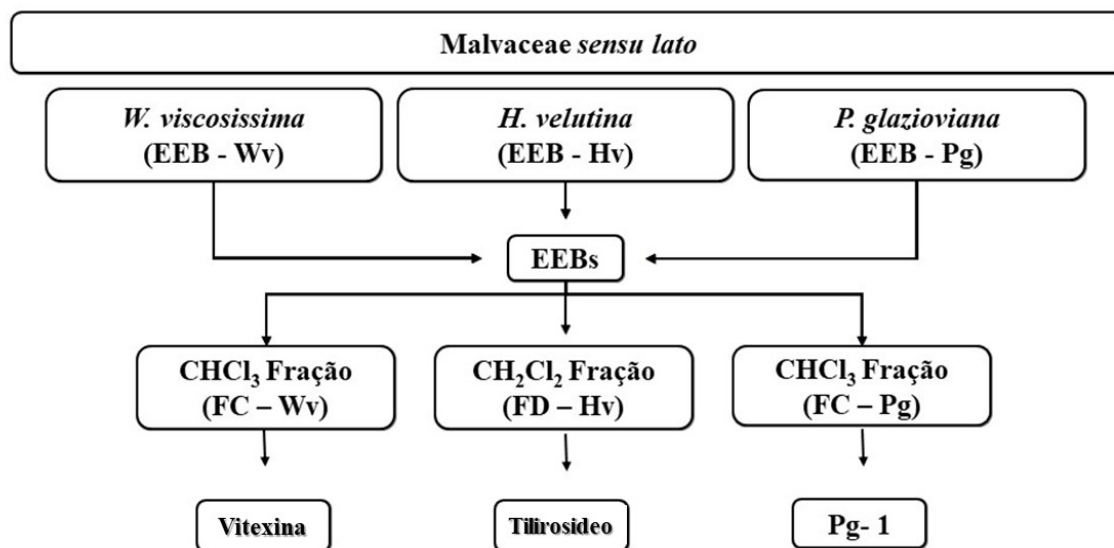 Malvaceae sensu lato
W. viscosissima
(EEB - Wv)
H. velutina
(EEB - Hv)
P. glazioviana
(EEB - Pg)
EEBs
CHCl₃ Fração
(FC – Wv)
CH₂Cl₂ Fração
(FD – Hv)
CHCl₃ Fração
(FC – Pg)
Vitexina
Tilirosideo
Pg- 1